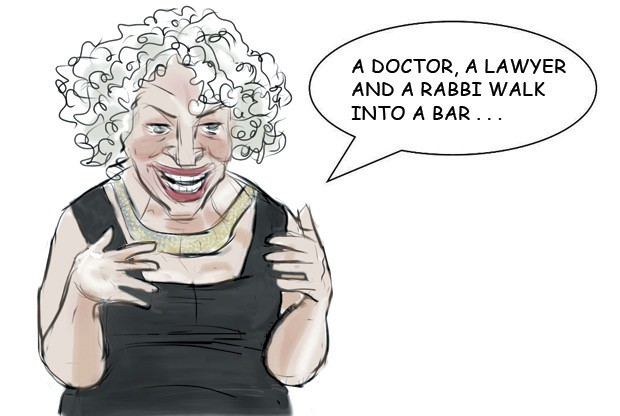 A DOCTOR, A LAWYER
AND A RABBI WALK
INTO A BAR . . .